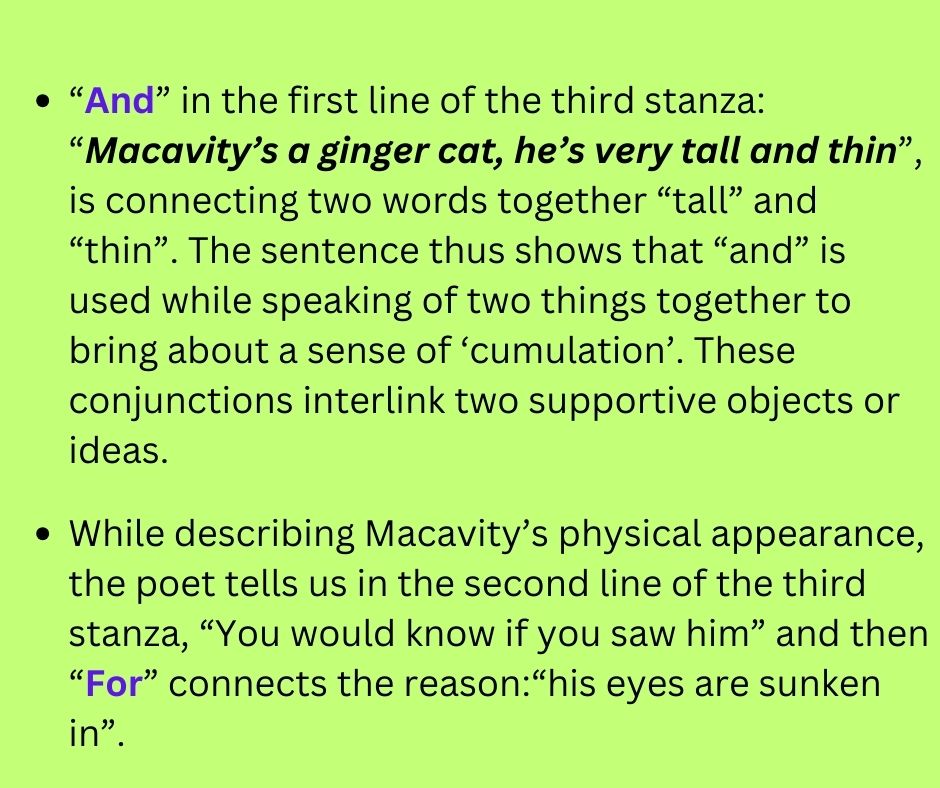 • “And” in the first line of the third stanza:
“Macavity’s a ginger cat, he’s very tall and thin”,
is connecting two words together “tall” and
“thin”. The sentence thus shows that “and” is
used while speaking of two things together to
bring about a sense of ‘cumulation’. These
conjunctions interlink two supportive objects or
ideas.
• While describing Macavity’s physical appearance,
the poet tells us in the second line of the third
stanza, “You would know if you saw him” and then
“For” connects the reason:“his eyes are sunken
in”.